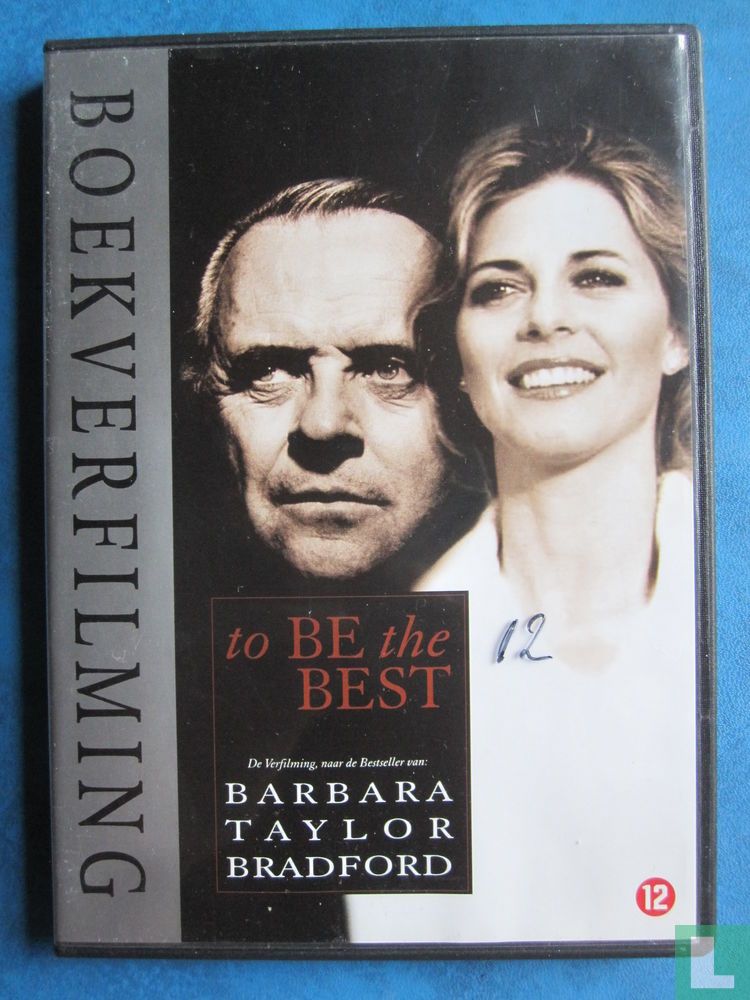 BOEKVERFILMING
to BE the
BEST
12
De Verfilming, naar de Bestseller van:
BARBARA
TAYLOR
BRADFORD
12
L